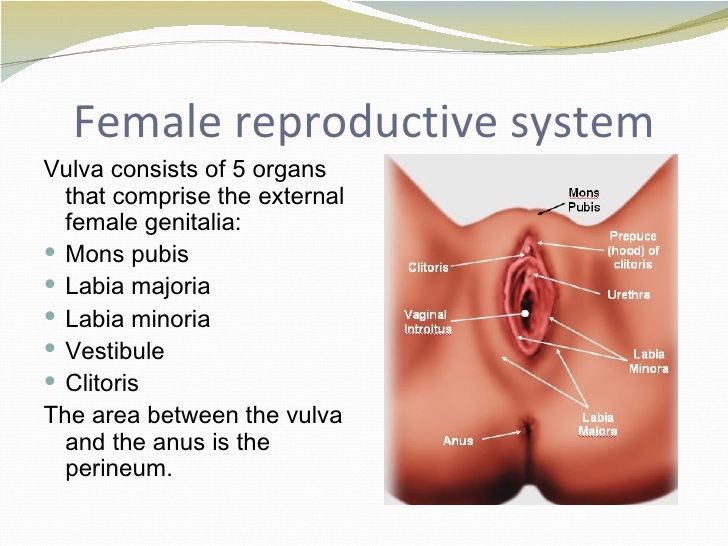 Female reproductive system
Vulva consists of 5 organs
that comprise the external
female genitalia:
Mons pubis
Labia majoria
Labia minoria
Vestibule
Clitoris
The area between the vulva
and the anus is the
perineum.
Mons
Pubis
Prepuce
(hood) of
clitoris
Clitoris
Urethra
Vaginal
Introitus
Labia
Minora
Labia
Majora
Anus